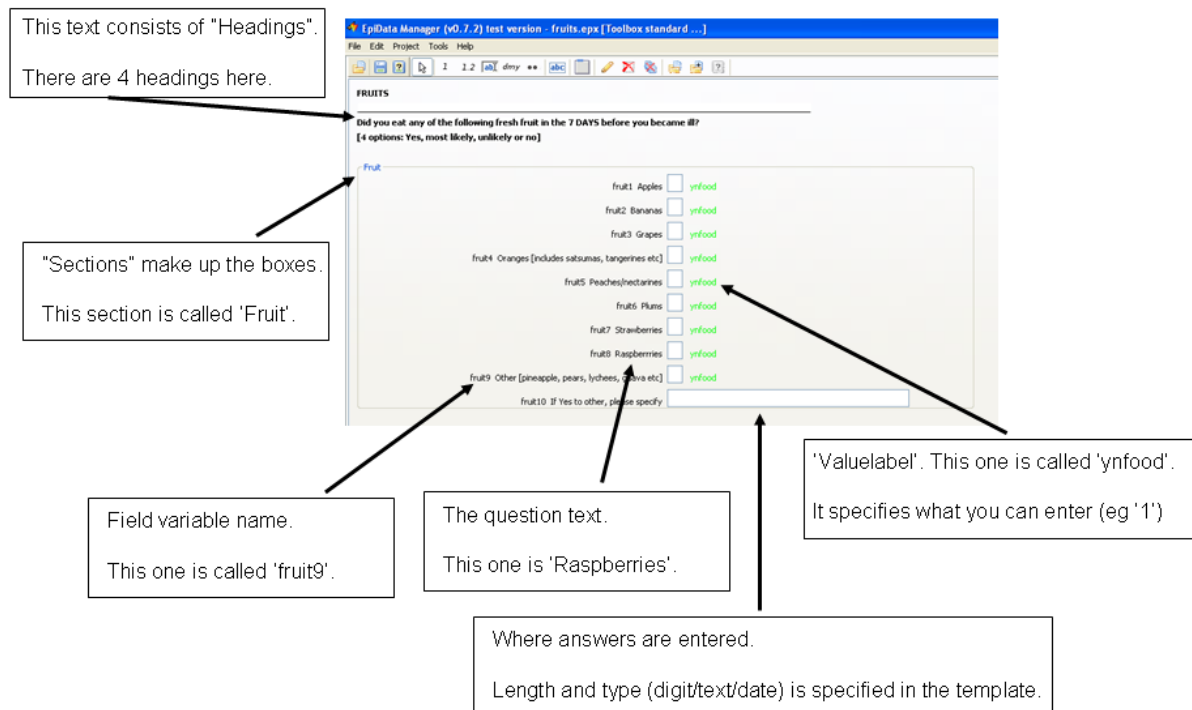 This text consists of "Headings".
There are 4 headings here.
EpiData Manager (v0.7.2) test version - fruits.epx [Toolbox standard ...]
File Edit Project Tools Help
1 1.2 ab dmy abc
FRUITS
Did you eat any of the following fresh fruit in the 7 DAYS before you became ill?
[4 options: Yes, most likely, unlikely or no]
Fruit
fruit1 Apples ynfood
fruit2 Bananas ynfood
fruit3 Grapes ynfood
fruit4 Oranges [includes satsumas, tangerines etc] ynfood
fruit5 Peaches/nectarines ynfood
fruit6 Plums ynfood
fruit7 Strawberries ynfood
fruit8 Raspberrries ynfood
fruit9 Other [pineapple, pears, lychees, guava etc] ynfood
fruit10 If Yes to other, please specify
"Sections" make up the boxes.
This section is called 'Fruit'.
'Valuelabel'. This one is called 'ynfood'.
It specifies what you can enter (eg '1')
Field variable name.
This one is called 'fruit9'.
The question text.
This one is 'Raspberries'.
Where answers are entered.
Length and type (digit/text/date) is specified in the template.